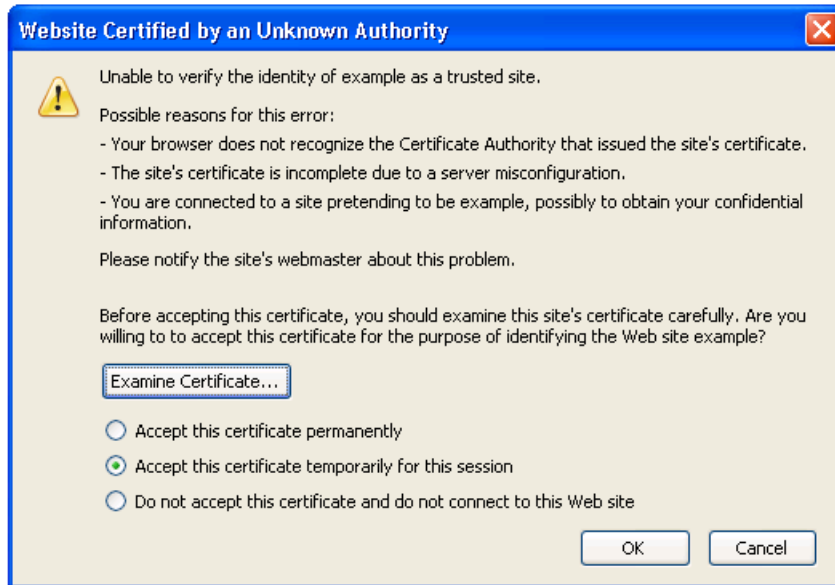 Website Certified by an Unknown Authority
Unable to verify the identity of example as a trusted site.
Possible reasons for this error:
- Your browser does not recognize the Certificate Authority that issued the site's certificate.
- The site's certificate is incomplete due to a server misconfiguration.
- You are connected to a site pretending to be example, possibly to obtain your confidential
information.
Please notify the site's webmaster about this problem.
Before accepting this certificate, you should examine this site's certificate carefully. Are you
willing to to accept this certificate for the purpose of identifying the Web site example?
Examine Certificate...
Accept this certificate permanently
Accept this certificate temporarily for this session
Do not accept this certificate and do not connect to this Web site
OK Cancel